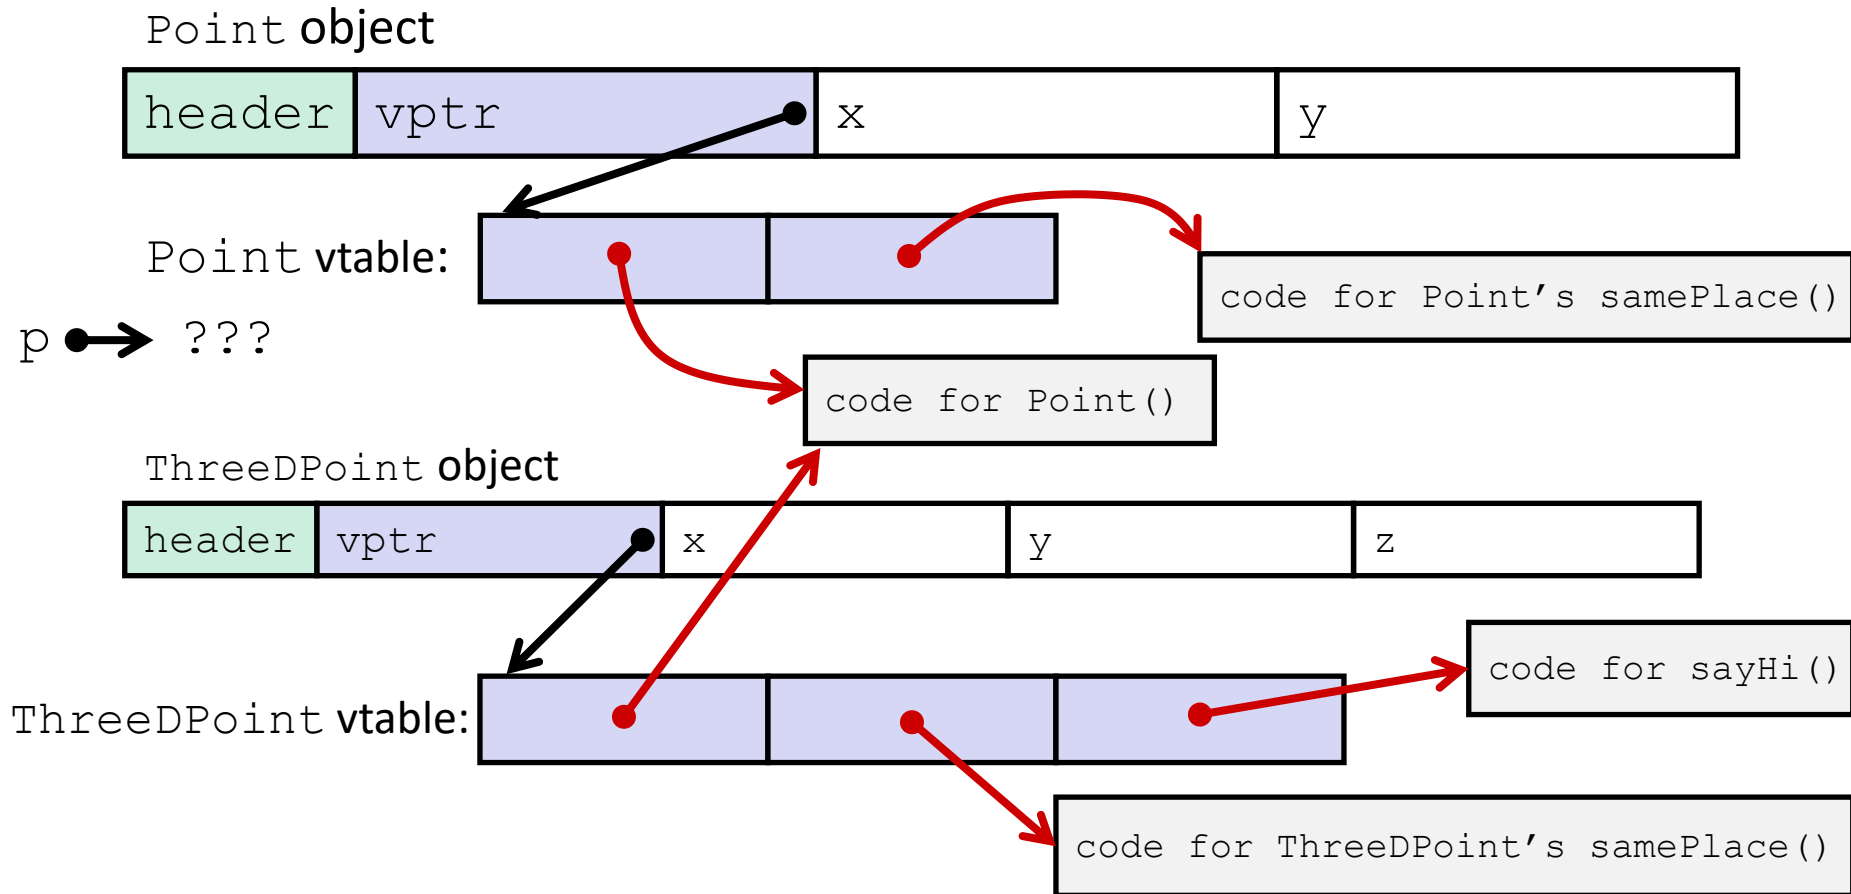 Point object
header vptr x y
Point vtable:
code for Point’s samePlace()
p ???
code for Point()
ThreeDPoint object
header vptr x y z
code for sayHi()
ThreeDPoint vtable:
code for ThreeDPoint’s samePlace()